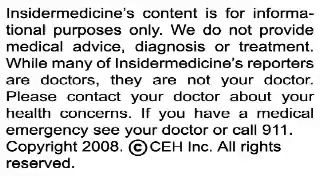 Insidermedicine's content is for informa-
tional purposes only. We do not provide
medical advice, diagnosis or treatment.
While many of Insidermedicine's reporters
are doctors, they are not your doctor.
Please contact your doctor about your
health concerns. If you have a medical
emergency see your doctor or call 911.
Copyright 2008. ©CEH Inc. All rights
reserved.